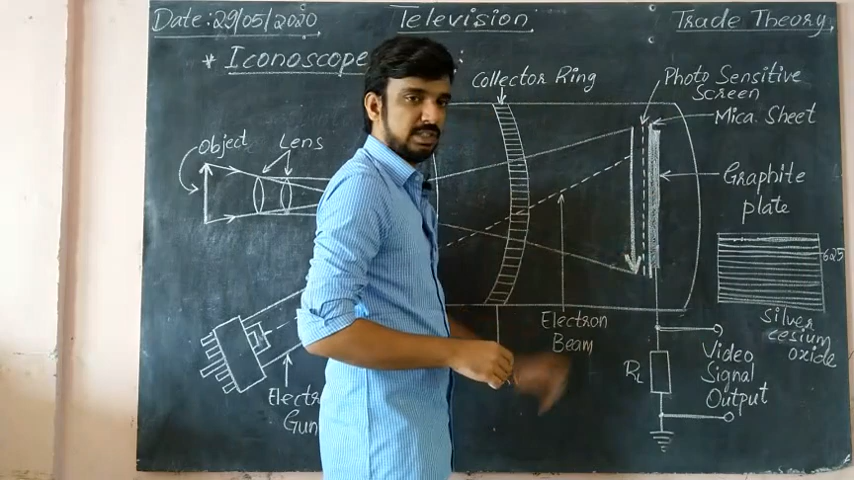 Date: 29/05/2020
Television
Trade Theory
* Iconoscope
Object
Lens
Collector Ring
Photo Sensitive
Screen
Mica Sheet
Graphite
plate
625
Silver
cesium
oxide
Electron
Beam
Gun
RL
Video
Signal
Output